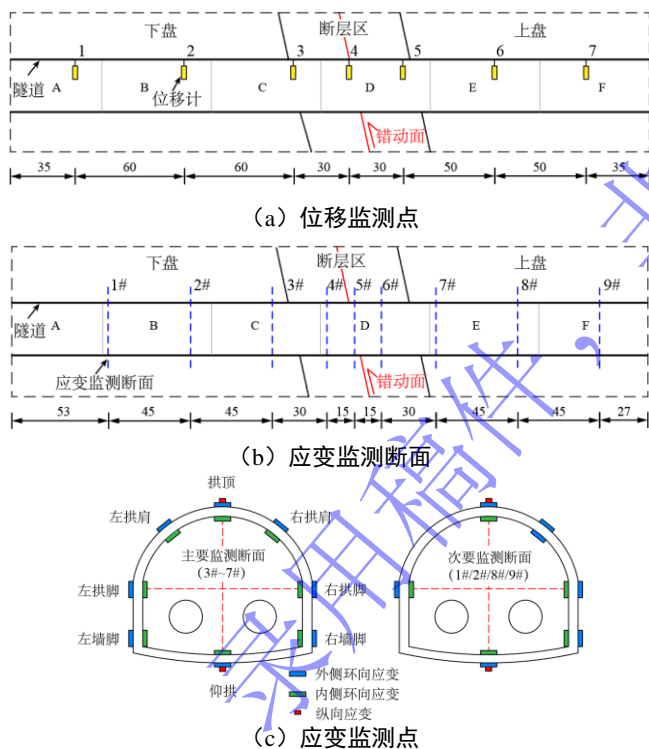 下盘 断层区 上盘
1 2 3 4 5 6 7
隧道 A B 位移计 C D E F
错动面
35 60 60 30 30 50 50 35
（a）位移监测点
下盘 断层区 上盘
1# 2# 3# 4# 5# 6# 7# 8# 9#
A B C D E F
隧道
应变监测断面 错动面
53 45 45 30 15 15 30 45 45 27
（b）应变监测断面
拱顶
左拱肩 右拱肩
主要监测断面 次要监测断面
（3#~7#） （1#/2#/8#/9#）
左拱脚 右拱脚
左墙脚 右墙脚
仰拱 外侧环向应变
内侧环向应变
纵向应变
（c）应变监测点
录用稿件，